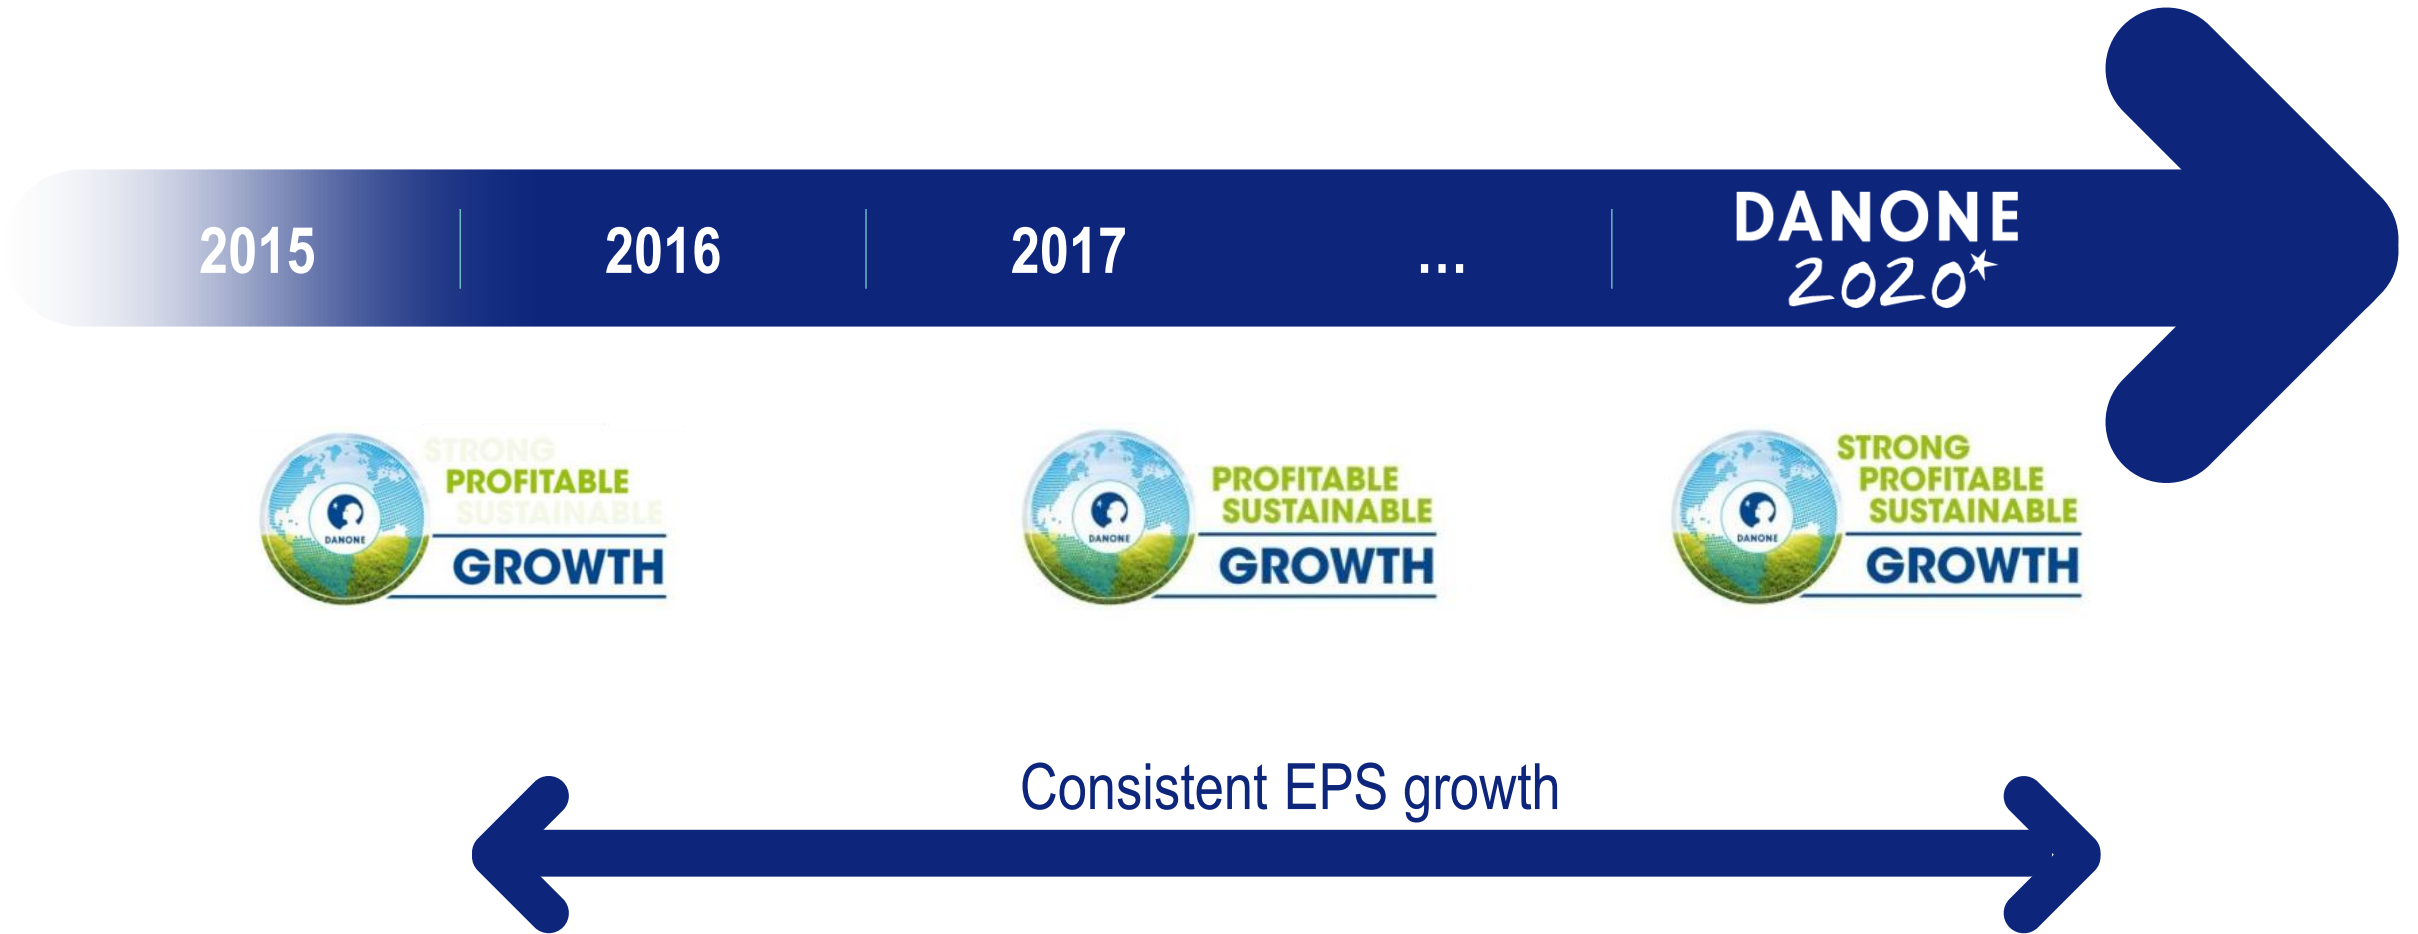 2015
2016
2017
...
DANONE
2020*
STRONG
PROFITABLE
SUSTAINABLE
GROWTH
DANONE
PROFITABLE
SUSTAINABLE
GROWTH
DANONE
STRONG
PROFITABLE
SUSTAINABLE
GROWTH
DANONE
Consistent EPS growth